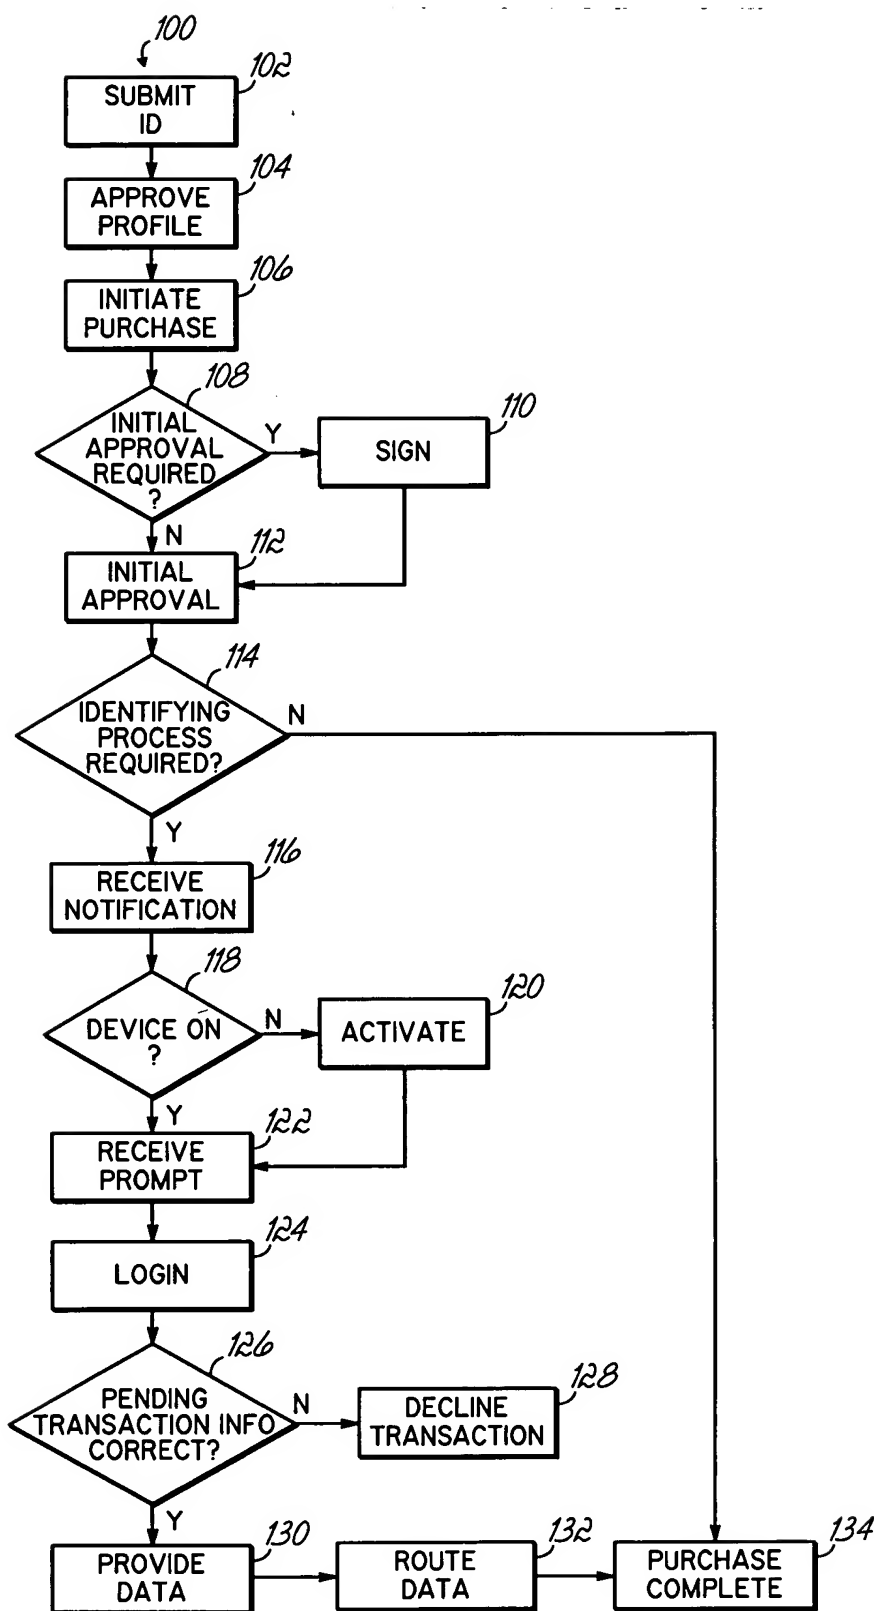 100
102
SUBMIT
ID
104
APPROVE
PROFILE
106
INITIATE
PURCHASE
108
INITIAL
APPROVAL
REQUIRED
?
Y
110
SIGN
N
112
INITIAL
APPROVAL
114
IDENTIFYING
PROCESS
REQUIRED?
N
Y
116
RECEIVE
NOTIFICATION
118
DEVICE ON
?
N
120
ACTIVATE
Y
122
RECEIVE
PROMPT
124
LOGIN
126
PENDING
TRANSACTION INFO
CORRECT?
N
128
DECLINE
TRANSACTION
Y
130
PROVIDE
DATA
132
ROUTE
DATA
134
PURCHASE
COMPLETE